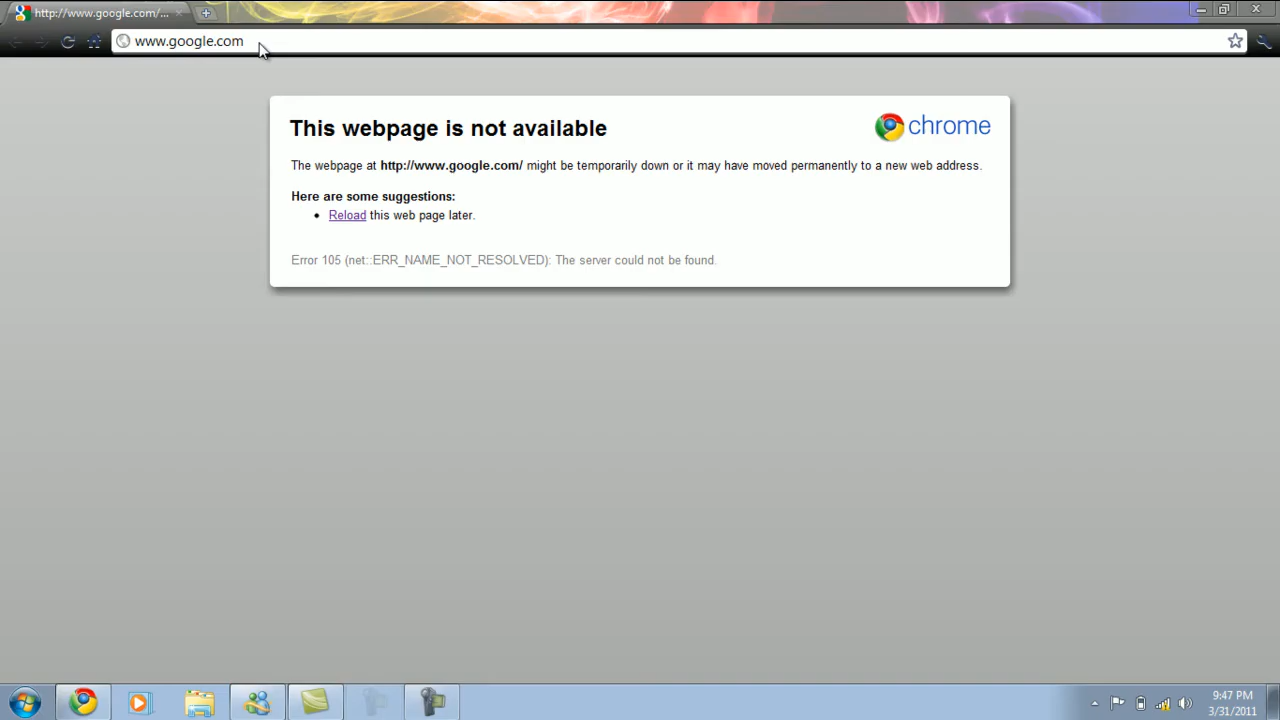 http://www.google.com/...
www.google.com
This webpage is not available
chrome
The webpage at http://www.google.com/ might be temporarily down or it may have moved permanently to a new web address.
Here are some suggestions:
• Reload this web page later.
Error 105 (net::ERR_NAME_NOT_RESOLVED): The server could not be found.
9:47 PM
3/31/2011